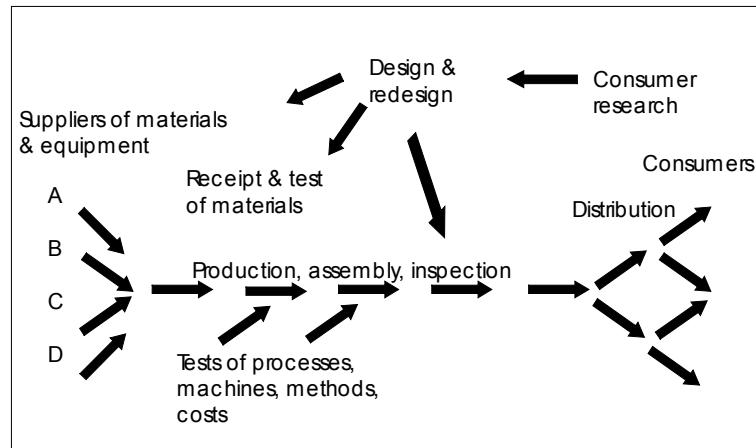 Design &
redesign
Consumer
research
Suppliers of materials
& equipment
Receipt & test
of materials
Consumers
Distribution
A
B
C
D
Production, assembly, inspection
Tests of processes,
machines, methods,
costs